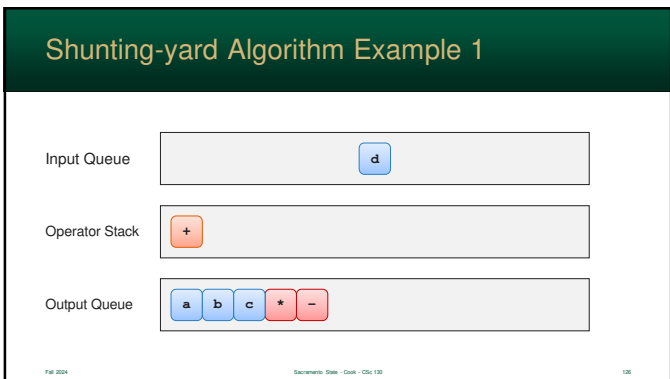 Shunting-yard Algorithm Example 1
Input Queue d
Operator Stack +
Output Queue a b c * −
Fall 2024 Sacramento State - Cook - CSc 130 126